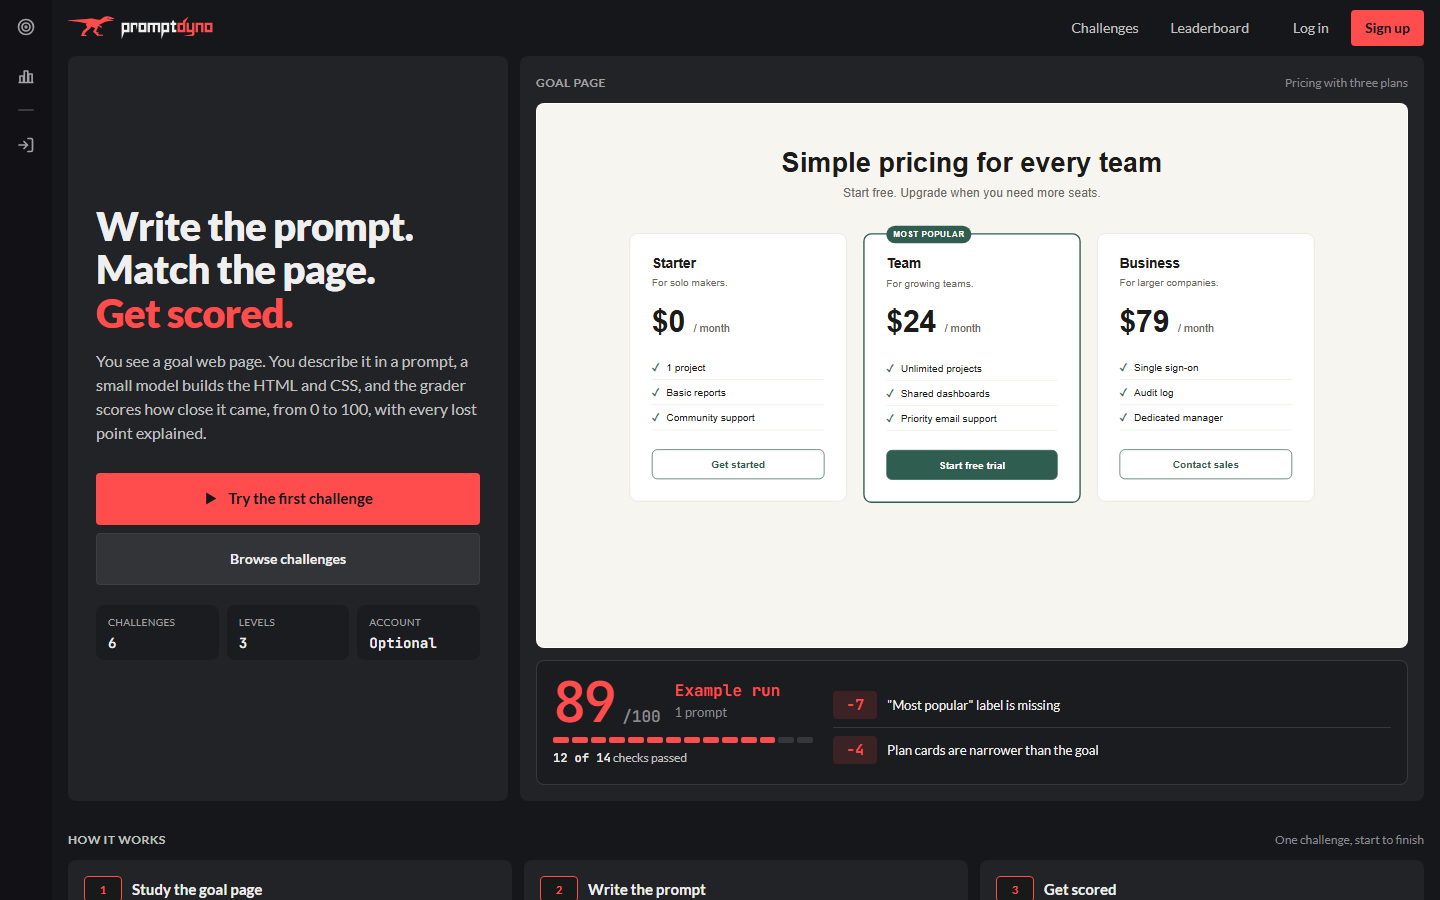 promptdyno
Challenges
Leaderboard
Log in
Sign up
Write the prompt.
Match the page.
Get scored.
You see a goal web page. You describe it in a prompt, a
small model builds the HTML and CSS, and the grader
scores how close it came, from 0 to 100, with every lost
point explained.
Try the first challenge
Browse challenges
CHALLENGES
6
LEVELS
3
ACCOUNT
Optional
GOAL PAGE
Pricing with three plans
Simple pricing for every team
Start free. Upgrade when you need more seats.
Starter
For solo makers.
$0 / month
✓ 1 project
✓ Basic reports
✓ Community support
Get started
MOST POPULAR
Team
For growing teams.
$24 / month
✓ Unlimited projects
✓ Shared dashboards
✓ Priority email support
Start free trial
Business
For larger companies.
$79 / month
✓ Single sign-on
✓ Audit log
✓ Dedicated manager
Contact sales
89 /100
Example run
1 prompt
12 of 14 checks passed
-7 "Most popular" label is missing
-4 Plan cards are narrower than the goal
HOW IT WORKS
One challenge, start to finish
1 Study the goal page
2 Write the prompt
3 Get scored